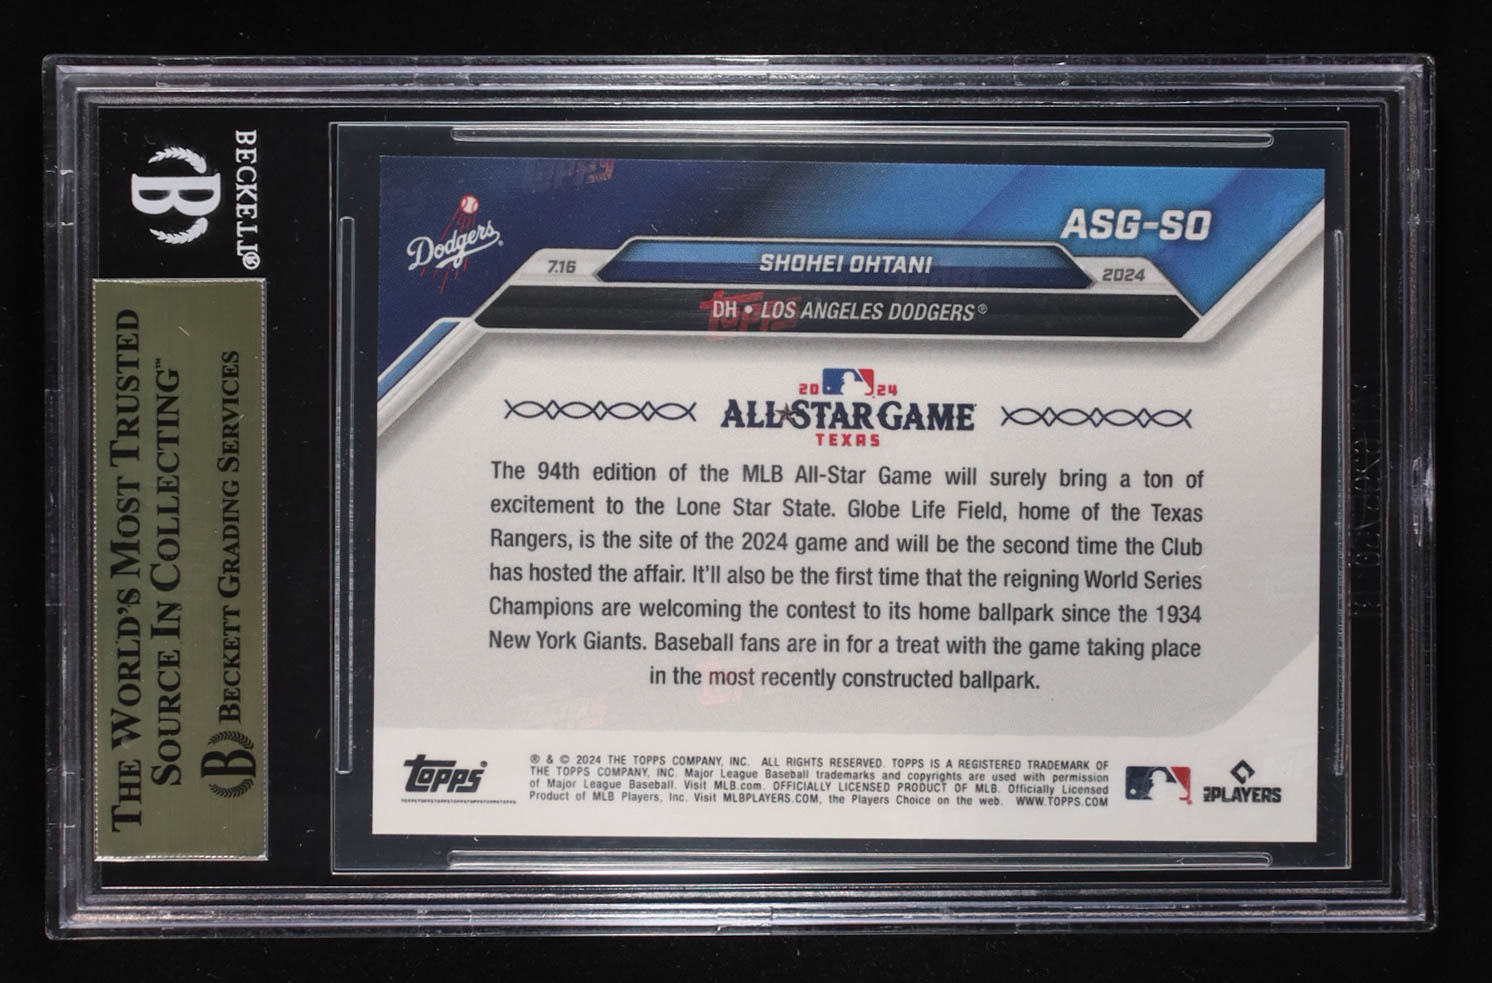 BECKETT®
B
THE WORLD'S MOST TRUSTED
SOURCE IN COLLECTING™
B BECKETT GRADING SERVICES
Dodgers
ASG-SO
7.16
SHOHEI OHTANI
2024
DH • LOS ANGELES DODGERS®
2024
ALL-STAR GAME
TEXAS
The 94th edition of the MLB All-Star Game will surely bring a ton of
excitement to the Lone Star State. Globe Life Field, home of the Texas
Rangers, is the site of the 2024 game and will be the second time the Club
has hosted the affair. It'll also be the first time that the reigning World Series
Champions are welcoming the contest to its home ballpark since the 1934
New York Giants. Baseball fans are in for a treat with the game taking place
in the most recently constructed ballpark.
topps
® & © 2024 THE TOPPS COMPANY, INC. ALL RIGHTS RESERVED. TOPPS IS A REGISTERED TRADEMARK OF
THE TOPPS COMPANY, INC. Major League Baseball trademarks and copyrights are used with permission
of Major League Baseball. Visit MLB.com. OFFICIALLY LICENSED PRODUCT OF MLB. Officially Licensed
Product of MLB Players, Inc. Visit MLBPLAYERS.COM, the Players Choice on the web. WWW.TOPPS.COM
MLB PLAYERS